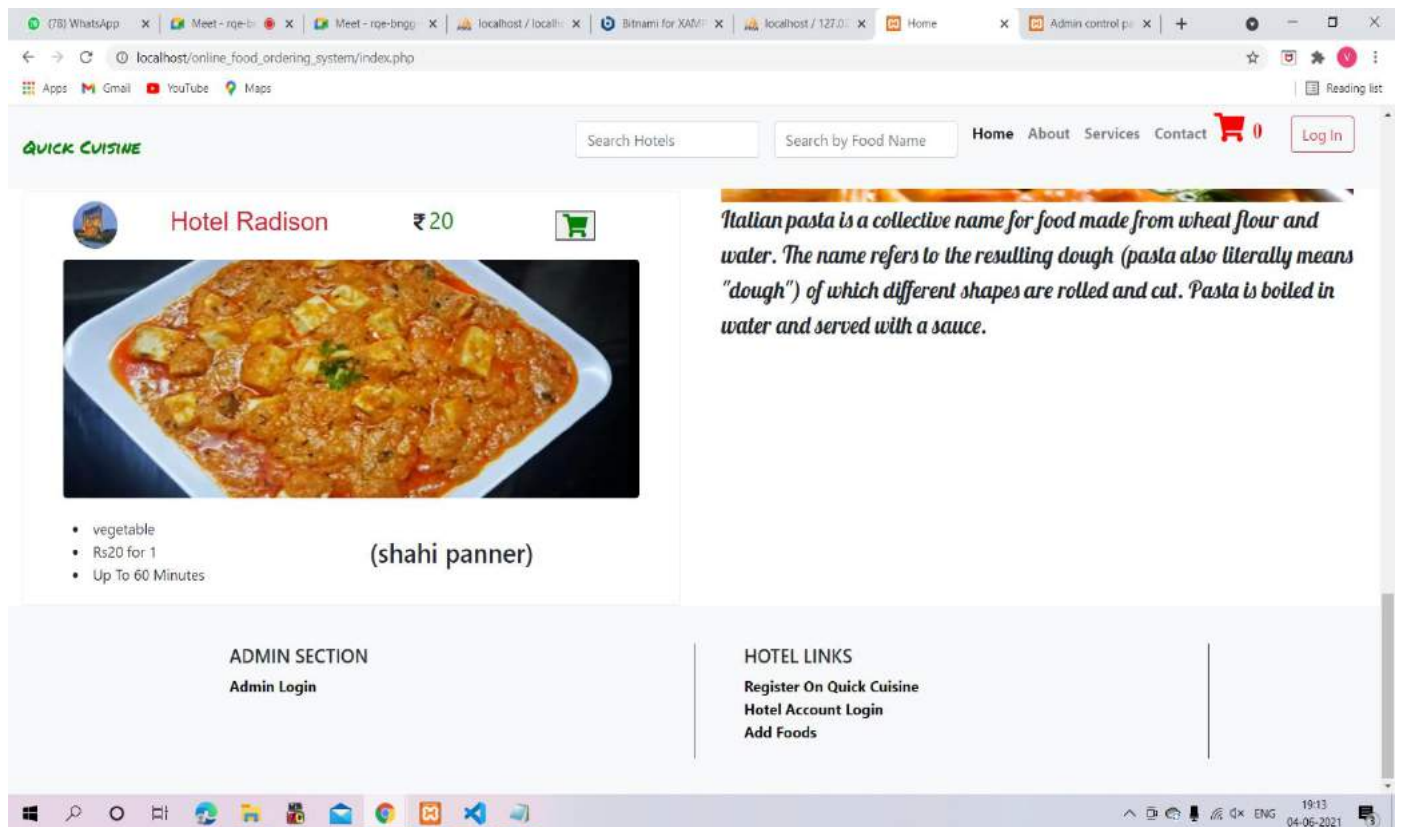 (78) WhatsApp
Meet - rqe-b
Meet - rqe-bngg
localhost / localh
Bitnami for XAMP
localhost / 127.0.
Home
Admin control pa
localhost/online_food_ordering_system/index.php
V
Apps
Gmail
YouTube
Maps
Reading list
Quick Cuisine
Search Hotels
Search by Food Name
Home
About
Services
Contact
0
Log In
Hotel Radison
₹ 20
vegetable
Rs20 for 1
Up To 60 Minutes
(shahi panner)
Italian pasta is a collective name for food made from wheat flour and
water. The name refers to the resulting dough (pasta also literally means
"dough") of which different shapes are rolled and cut. Pasta is boiled in
water and served with a sauce.
ADMIN SECTION
Admin Login
HOTEL LINKS
Register On Quick Cuisine
Hotel Account Login
Add Foods
ENG
19:13
04-06-2021
3